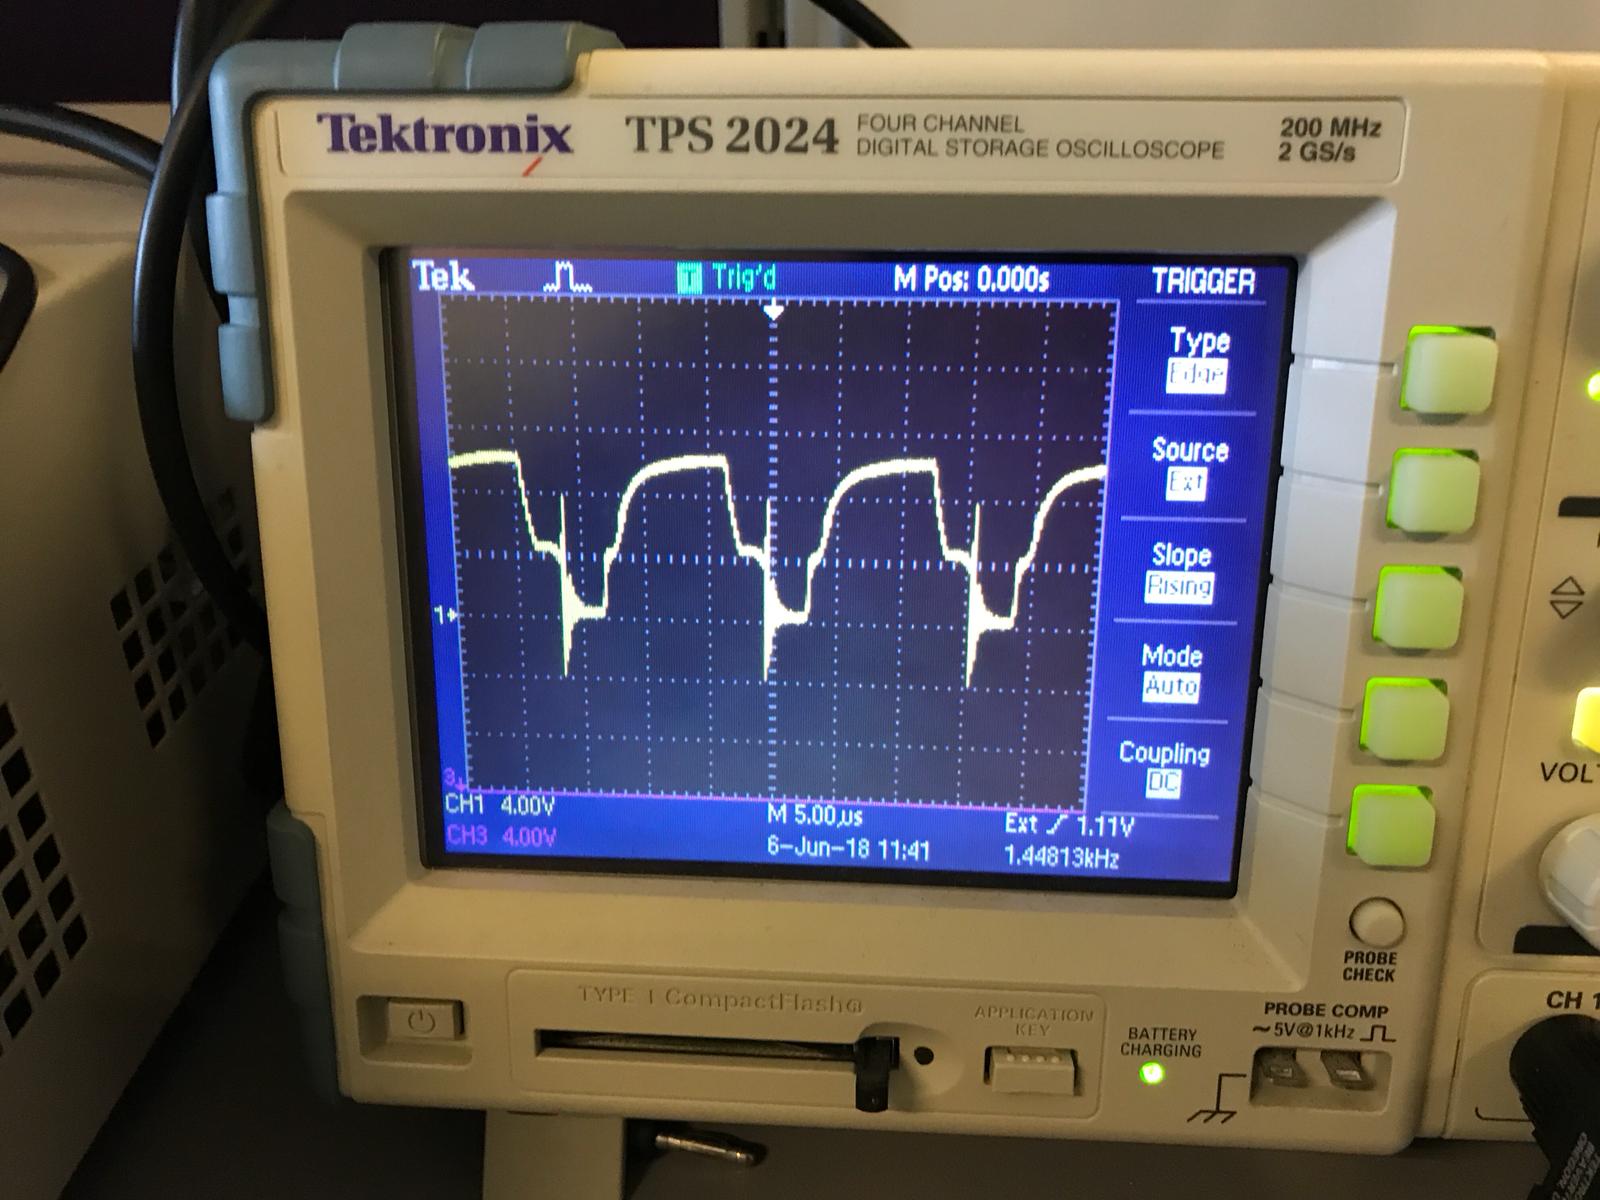 Tektronix TPS 2024 FOUR CHANNEL
DIGITAL STORAGE OSCILLOSCOPE
200 MHz
2 GS/s
Tek T Trig'd M Pos: 0.000s TRIGGER
Type
Edge
Source
Ext
Slope
Rising
Mode
Auto
Coupling
DC
1
3
CH1 4.00V M 5.00µs Ext 1.11V
CH3 4.00V 6-Jun-18 11:41 1.44813kHz
PROBE
CHECK
TYPE I CompactFlash®
APPLICATION
KEY
BATTERY
CHARGING
PROBE COMP
~5V@1kHz
CH 1